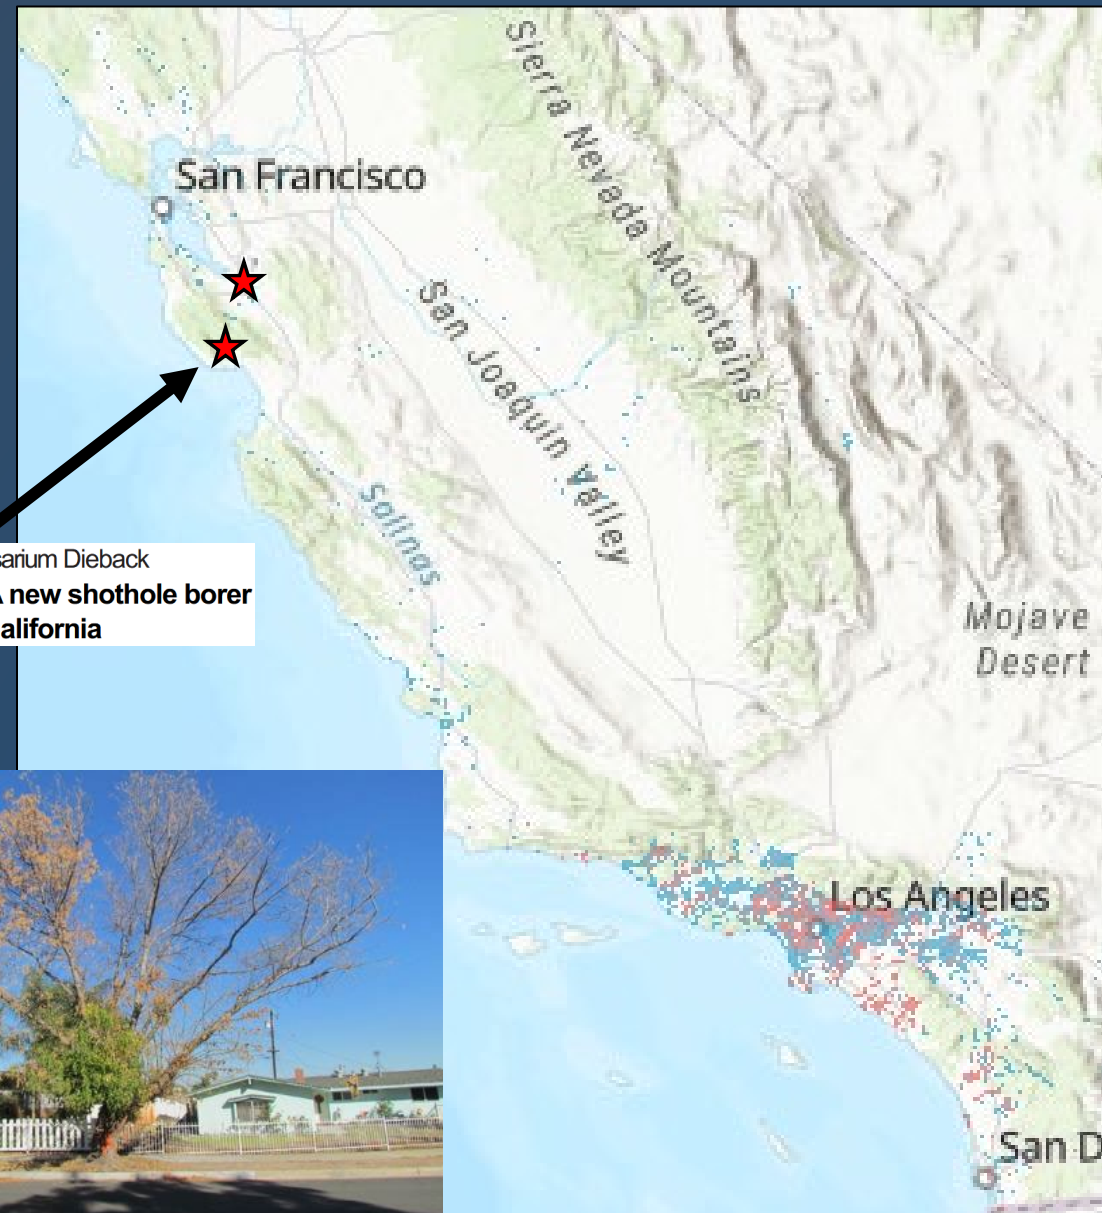 San Francisco
Sierra Nevada Mountains
San Joaquin Valley
Salinas
sarium Dieback
A new shothole borer
alifornia
Mojave
Desert
Los Angeles
San D